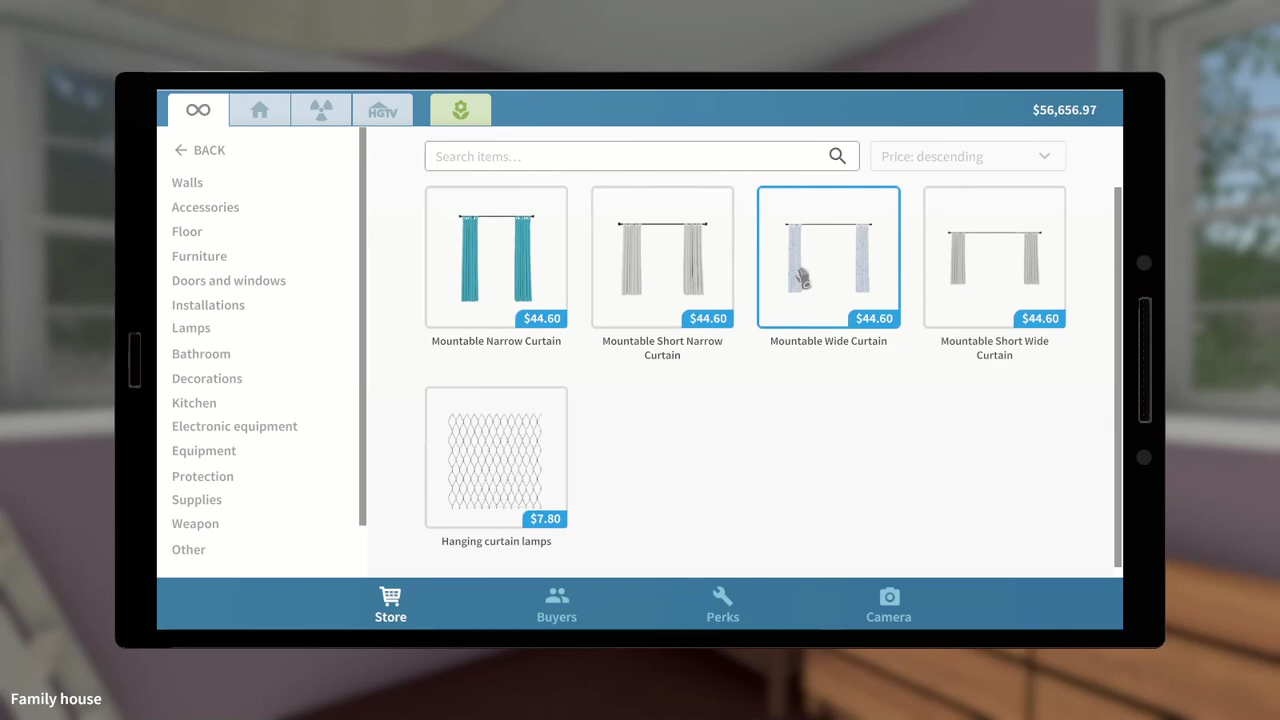 HGTV
$56,656.97
BACK
Search items...
Price: descending
Walls
Accessories
Floor
Furniture
Doors and windows
Installations
Lamps
Bathroom
Decorations
Kitchen
Electronic equipment
Equipment
Protection
Supplies
Weapon
Other
$44.60
$44.60
$44.60
$44.60
Mountable Narrow Curtain
Mountable Short Narrow
Curtain
Mountable Wide Curtain
Mountable Short Wide
Curtain
$7.80
Hanging curtain lamps
Store
Buyers
Perks
Camera
Family house